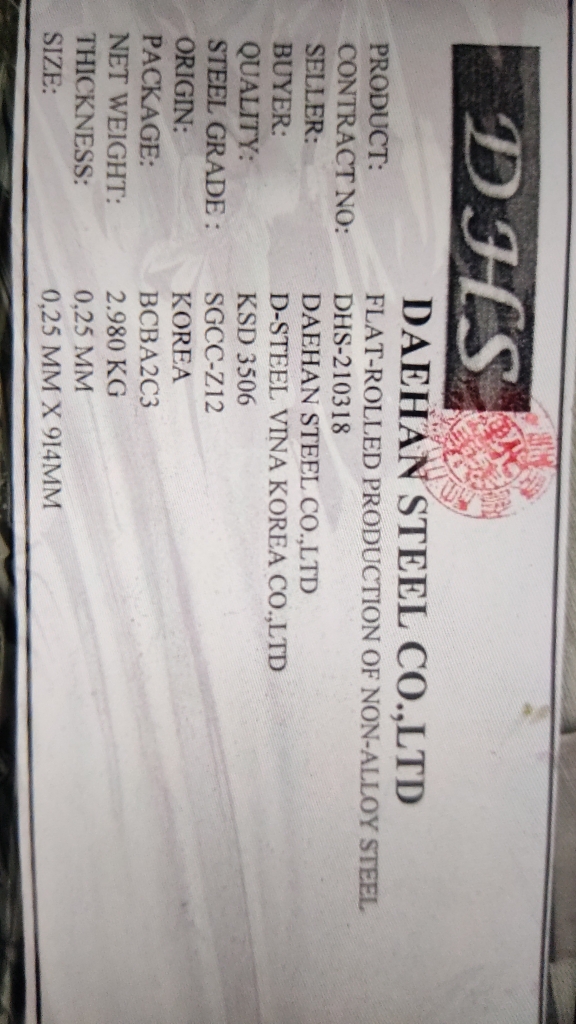 DHS
DAEHAN STEEL CO.,LTD
PRODUCT: FLAT-ROLLED PRODUCTION OF NON-ALLOY STEEL
CONTRACT NO: DHS-210318
SELLER: DAEHAN STEEL CO.,LTD
BUYER: D-STEEL VINA KOREA CO.,LTD
QUALITY: KSD 3506
STEEL GRADE : SGCC-Z12
ORIGIN: KOREA
PACKAGE: BCBA2C3
NET WEIGHT: 2.980 KG
THICKNESS: 0,25 MM
SIZE: 0,25 MM X 914MM